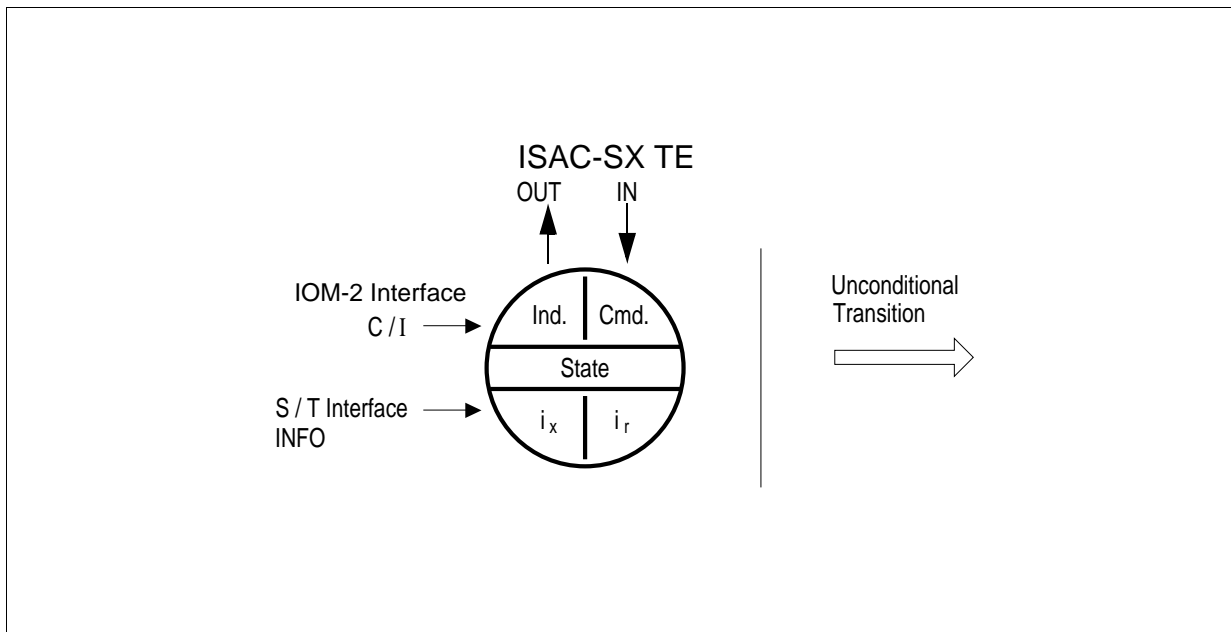 ISAC-SX TE
OUT IN
IOM-2 Interface
C / I
Ind. Cmd.
State
S / T Interface
INFO
i x i r
Unconditional
Transition